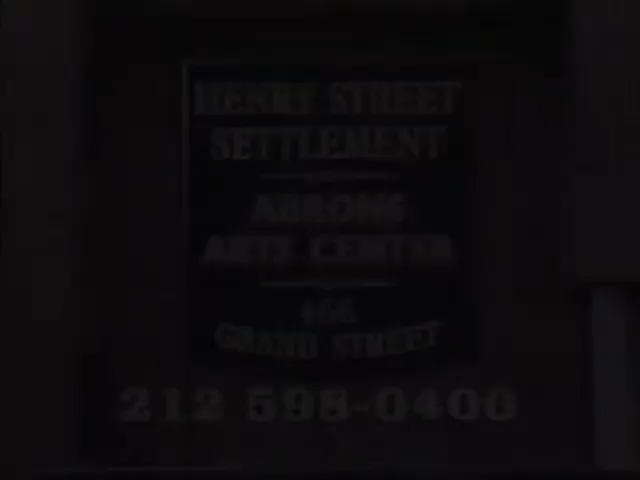 HENRY STREET
SETTLEMENT
ABRONS
ARTS CENTER
466
GRAND STREET
212 598-0400